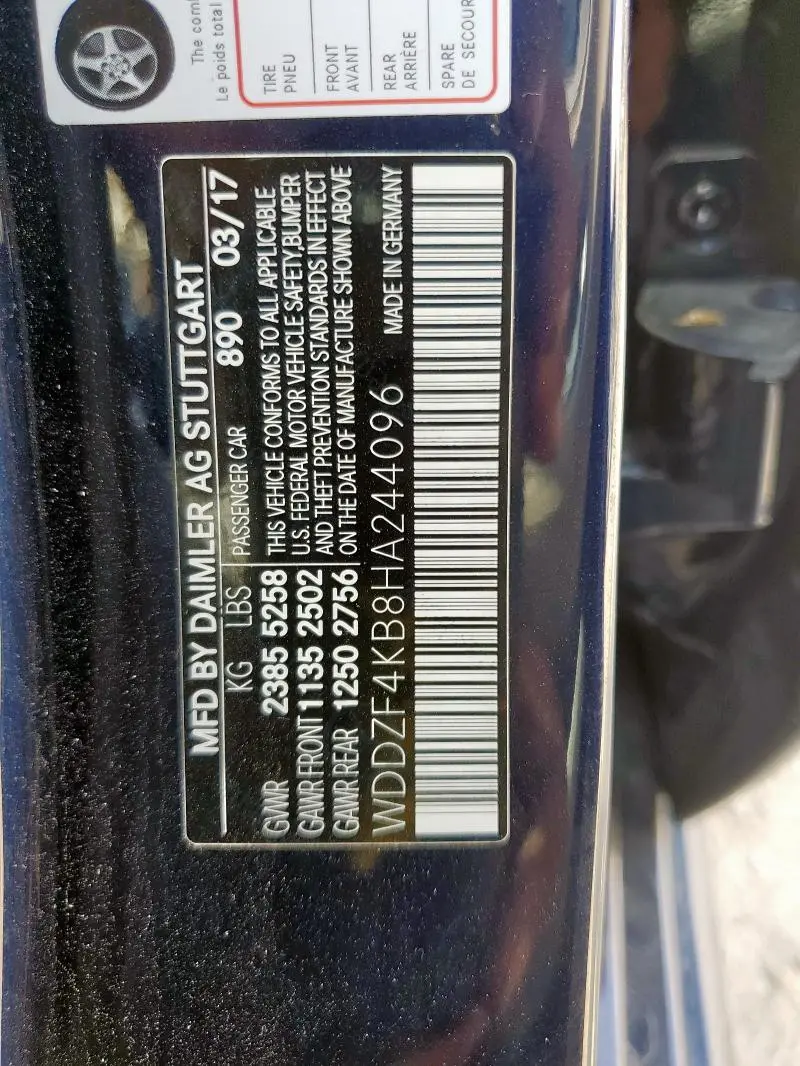 MFD BY DAIMLER AG STUTTGART
KG LBS PASSENGER CAR 890 03/17
GWR 2385 5258 THIS VEHICLE CONFORMS TO ALL APPLICABLE
GAWR FRONT 1135 2502 U.S. FEDERAL MOTOR VEHICLE SAFETY,BUMPER
GAWR REAR 1250 2756 AND THEFT PREVENTION STANDARDS IN EFFECT
ON THE DATE OF MANUFACTURE SHOWN ABOVE
WDDZF4KB8HA244096 MADE IN GERMANY
The
Le poids total
TIRE
PNEU
FRONT
AVANT
REAR
ARRIÈRE
SPARE
DE SECOUR